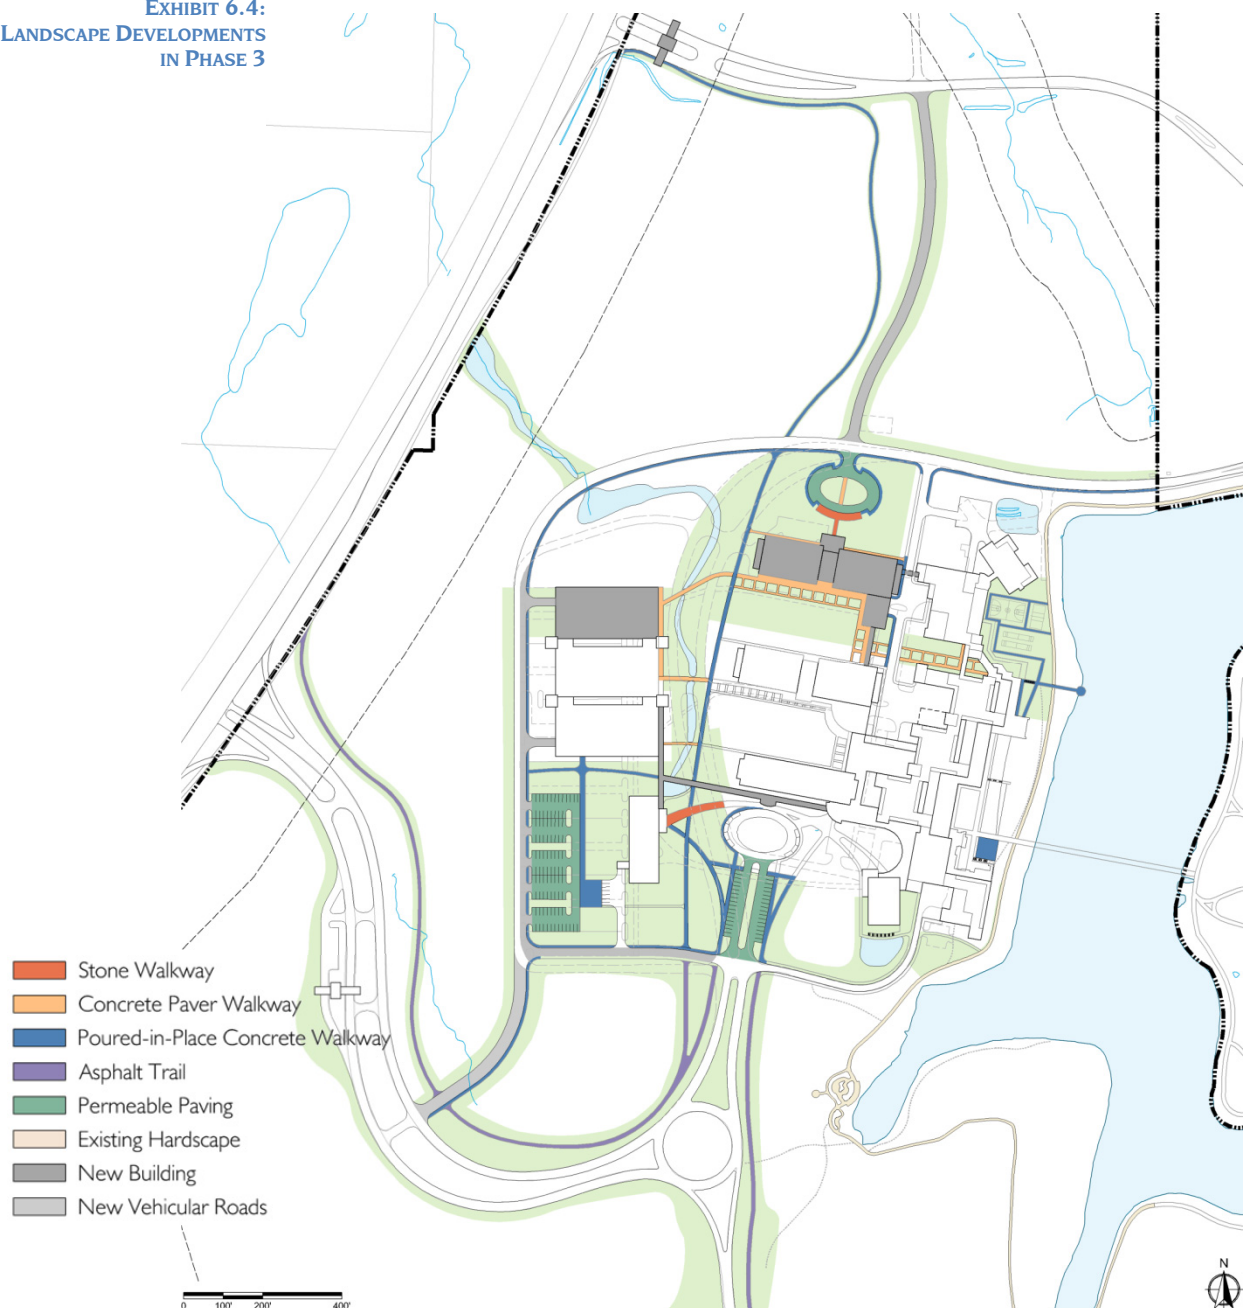 EXHIBIT 6.4:
LANDSCAPE DEVELOPMENTS
IN PHASE 3
Stone Walkway
Concrete Paver Walkway
Poured-in-Place Concrete Walkway
Asphalt Trail
Permeable Paving
Existing Hardscape
New Building
New Vehicular Roads
N
0 100' 200' 400'